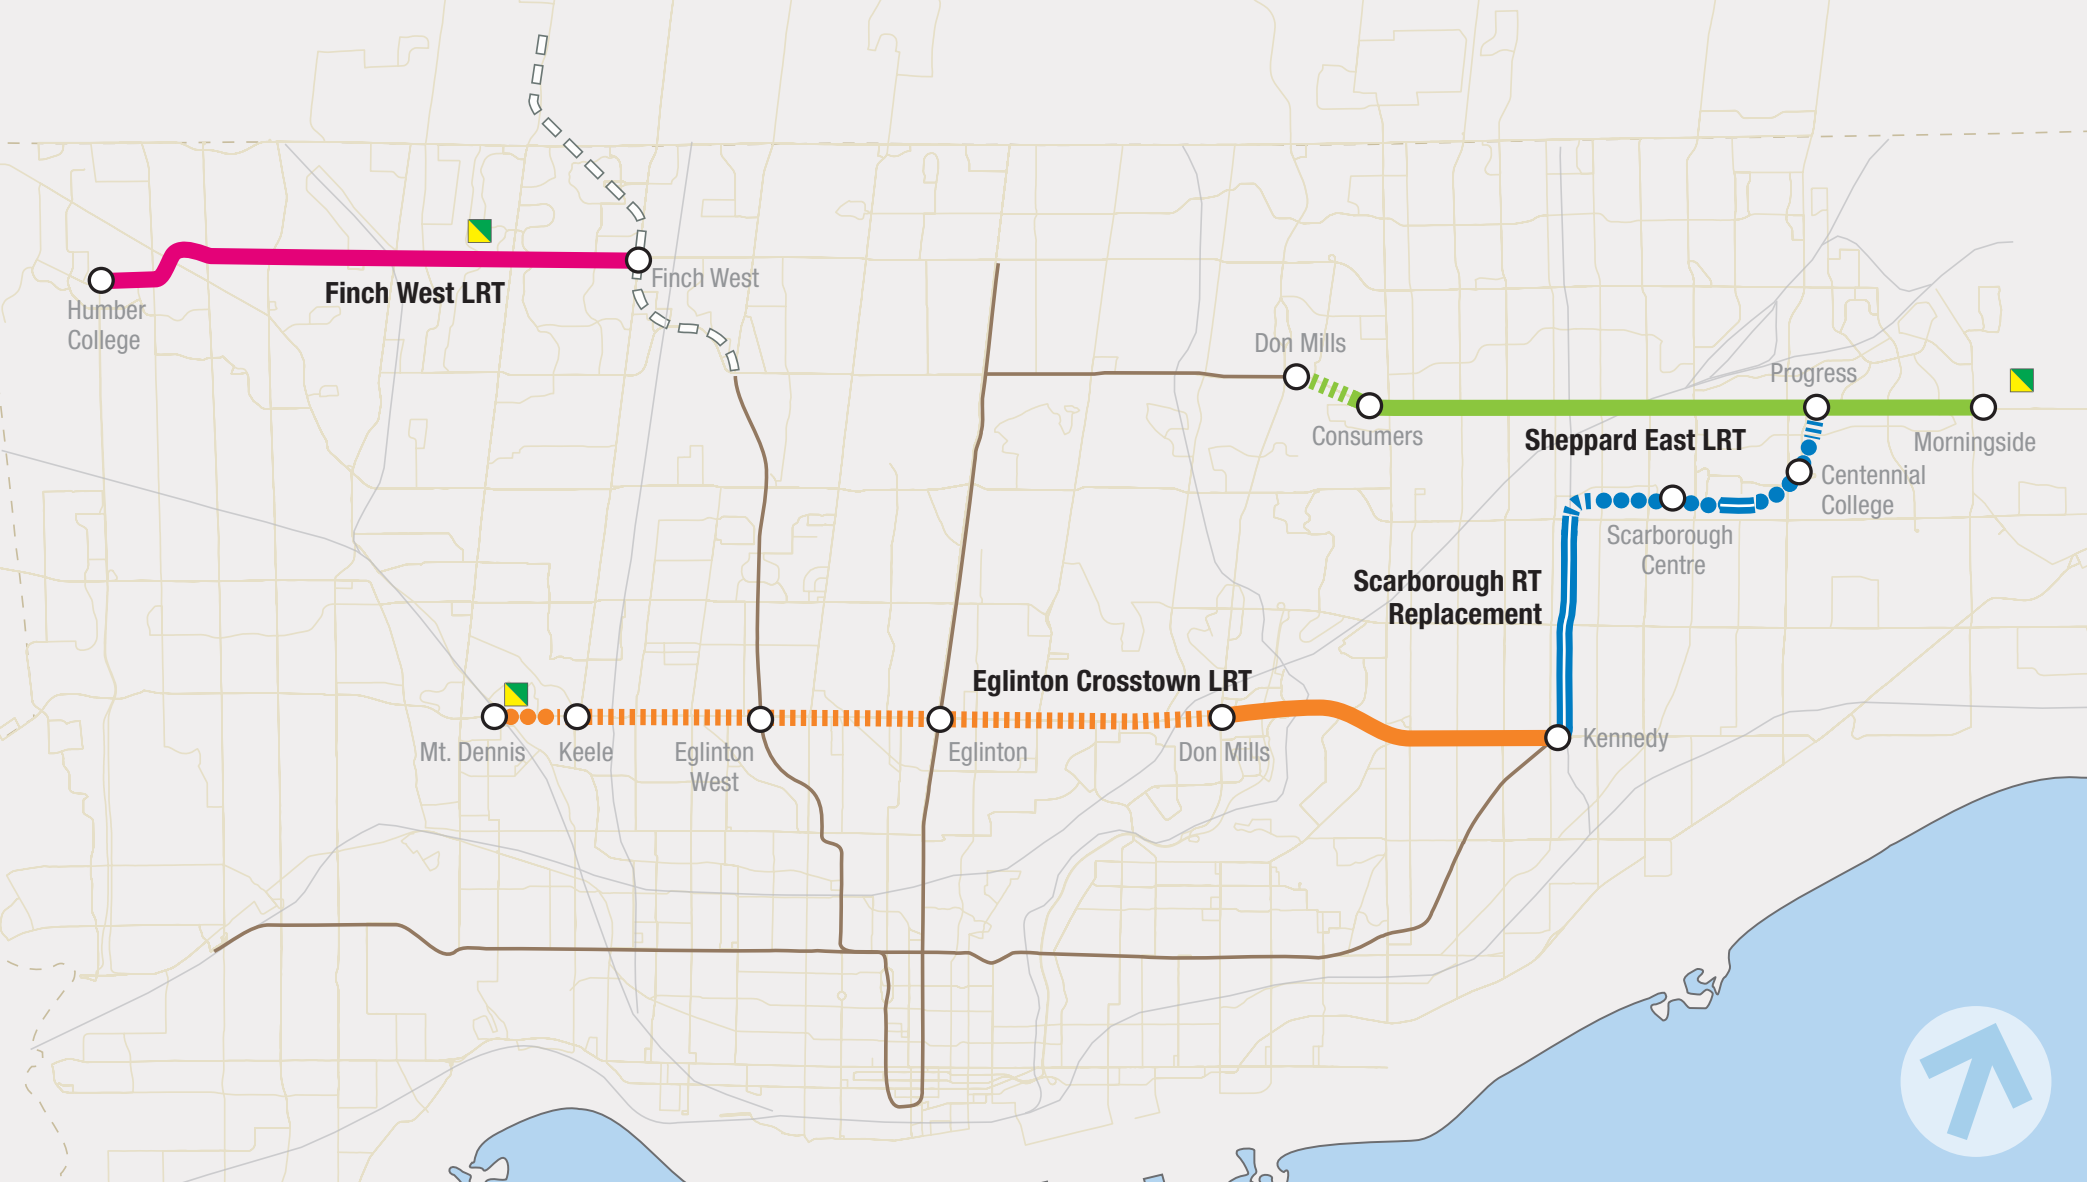 Finch West
Finch West LRT
Humber
College
Don Mills
Progress
Consumers
Sheppard East LRT
Morningside
Centennial
College
Scarborough
Centre
Scarborough RT
Replacement
Eglinton Crosstown LRT
Mt. Dennis
Keele
Eglinton
West
Eglinton
Don Mills
Kennedy